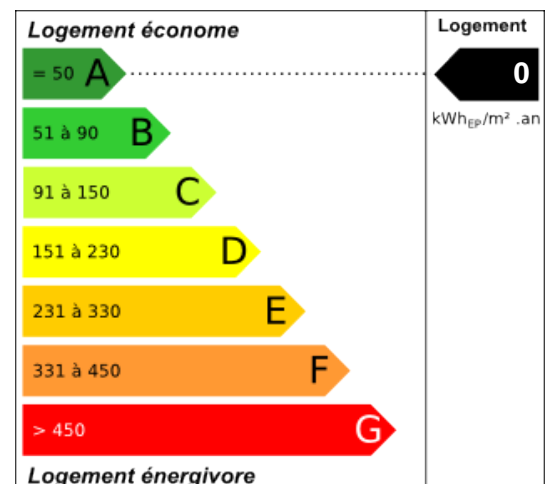 Logement économe
Logement
= 50 A
0
kWhEP/m² .an
51 à 90 B
91 à 150 C
151 à 230 D
231 à 330 E
331 à 450 F
> 450 G
Logement énergivore